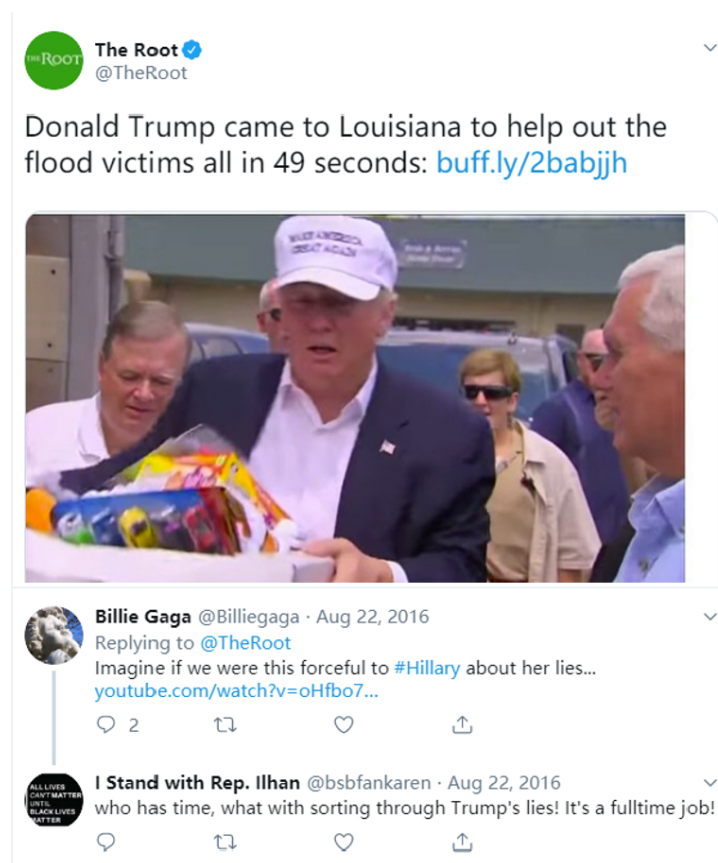 THE ROOT
The Root
@TheRoot
Donald Trump came to Louisiana to help out the
flood victims all in 49 seconds: buff.ly/2babjjh
MAKE AMERICA
GREAT AGAIN
Billie Gaga @Billiegaga · Aug 22, 2016
Replying to @TheRoot
Imagine if we were this forceful to #Hillary about her lies...
youtube.com/watch?v=oHfbo7...
2
ALL LIVES
CAN'T MATTER
UNTIL
BLACK LIVES
MATTER
I Stand with Rep. Ilhan @bsbfankaren · Aug 22, 2016
who has time, what with sorting through Trump's lies! It's a fulltime job!